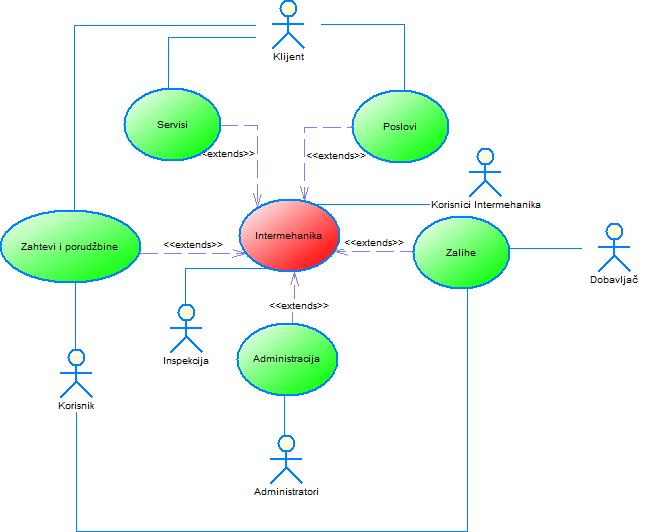 Klijent
Servisi
Poslovi
<<extends>>
<<extends>>
Korisnici Intermehanika
Intermehanika
Zahtevi i porudžbine
<<extends>>
<<extends>>
Zalihe
Dobavljač
<<extends>>
Inspekcija
Administracija
Korisnik
Administratori